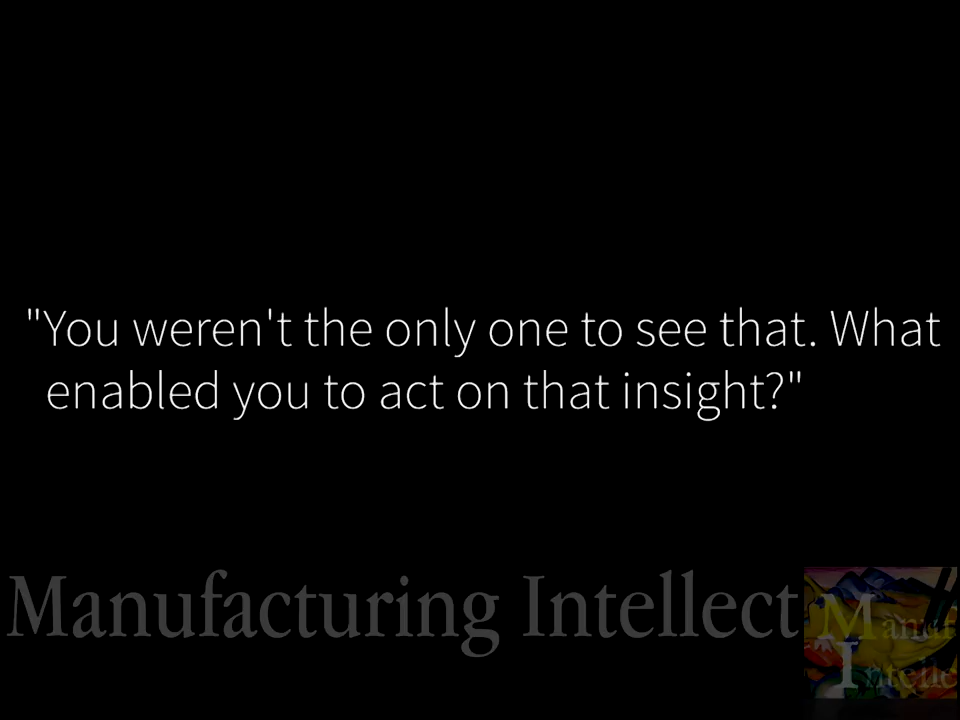 "You weren't the only one to see that. What
enabled you to act on that insight?"
Manufacturing Intellect
M
I